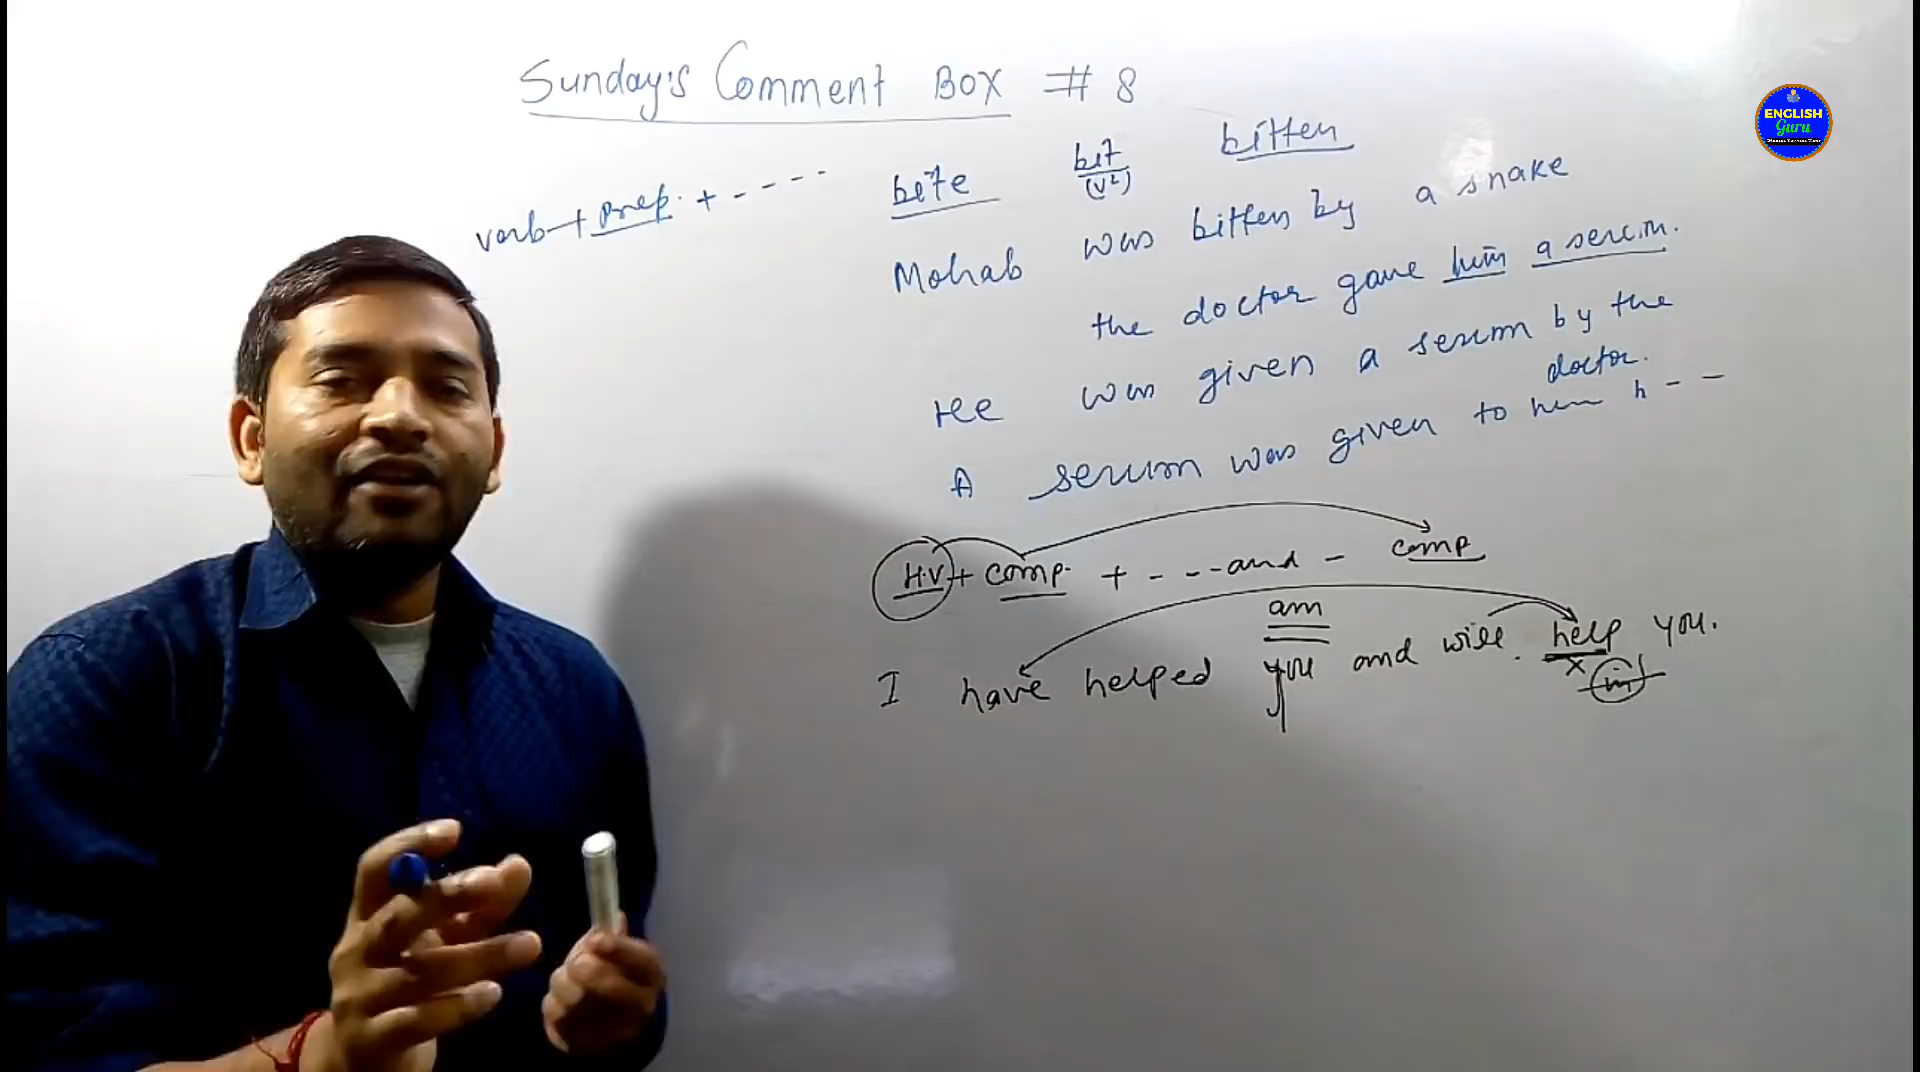 Sunday's Comment Box # 8
verb + prep. + - - - -
bite bit bitten
(V²)
Mohab was bitten by a snake
the doctor gave him a serum.
He was given a serum by the
doctor.
A serum was given to him h - -
H.V + comp. + - - - and - comp
am
I have helped you and will help you.
x
ENGLISH
Guru